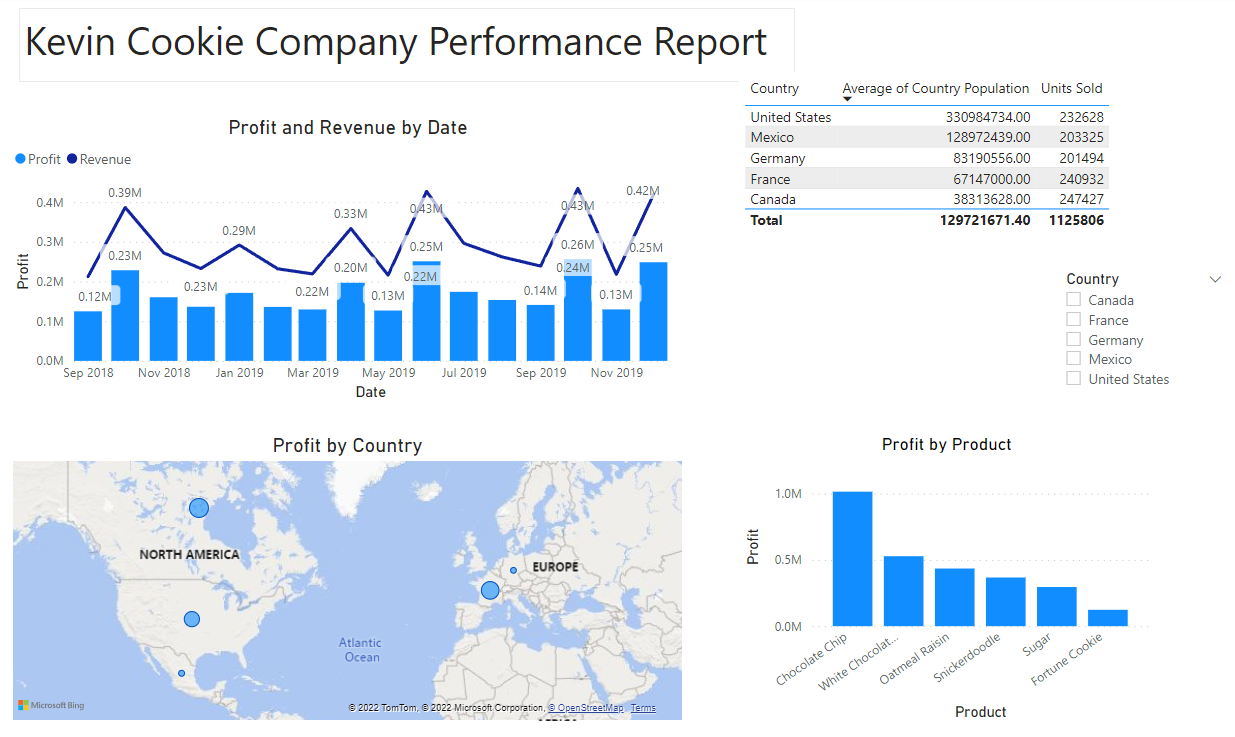 Kevin Cookie Company Performance Report
Country Average of Country Population Units Sold
United States 330984734.00 232628
Mexico 128972439.00 203325
Germany 83190556.00 201494
France 67147000.00 240932
Canada 38313628.00 247427
Total 129721671.40 1125806
Profit and Revenue by Date
Profit Revenue
0.39M 0.29M 0.33M 0.43M 0.43M 0.42M
0.23M 0.23M 0.20M 0.25M 0.26M 0.25M
0.12M 0.22M 0.13M 0.22M 0.14M 0.24M 0.13M
0.4M
0.3M
0.2M
0.1M
0.0M
Profit
Sep 2018 Nov 2018 Jan 2019 Mar 2019 May 2019 Jul 2019 Sep 2019 Nov 2019
Date
Country
Canada
France
Germany
Mexico
United States
Profit by Country
NORTH AMERICA
EUROPE
Atlantic
Ocean
Microsoft Bing
© 2022 TomTom, © 2022 Microsoft Corporation, © OpenStreetMap Terms
Profit by Product
1.0M
0.5M
0.0M
Profit
Chocolate Chip
White Chocolat...
Oatmeal Raisin
Snickerdoodle
Sugar
Fortune Cookie
Product